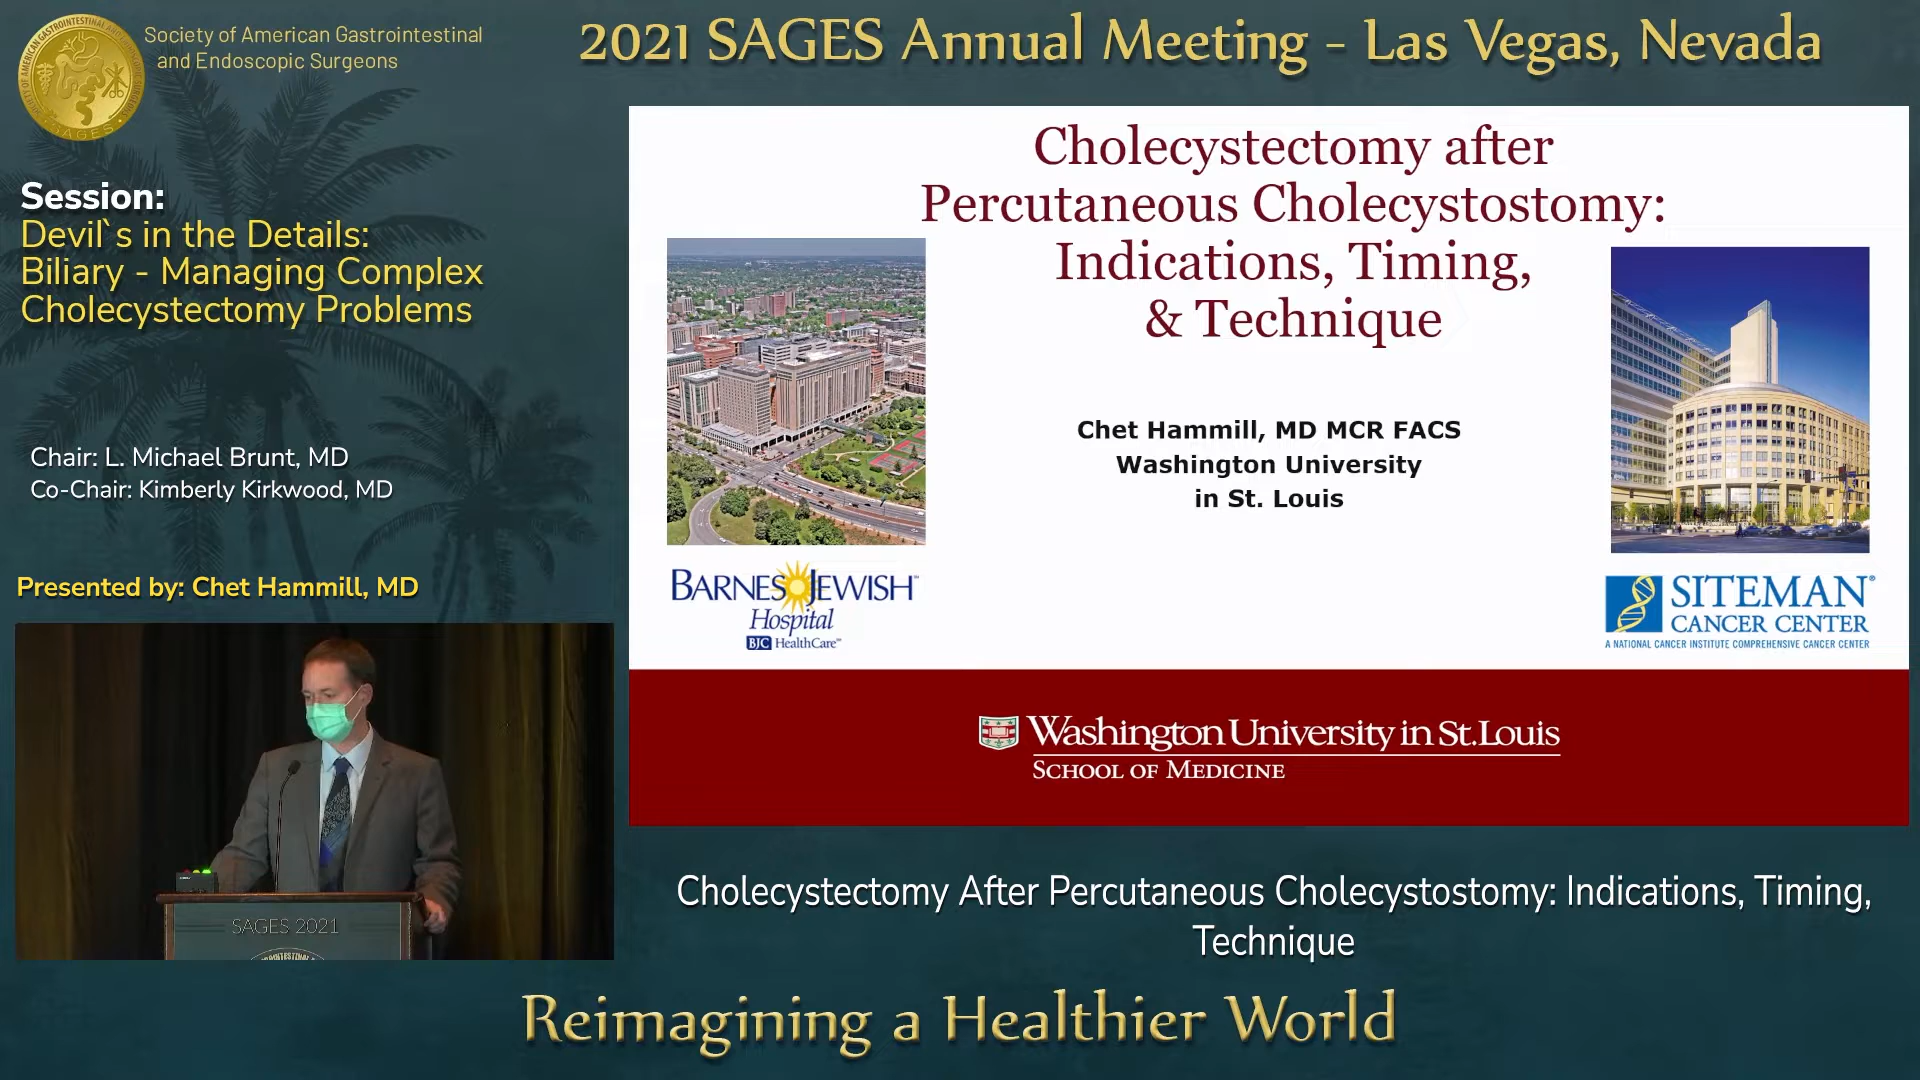 Society of American Gastrointestinal
and Endoscopic Surgeons
2021 SAGES Annual Meeting - Las Vegas, Nevada
Session:
Devil`s in the Details:
Biliary - Managing Complex
Cholecystectomy Problems
Chair: L. Michael Brunt, MD
Co-Chair: Kimberly Kirkwood, MD
Presented by: Chet Hammill, MD
SAGES 2021
Cholecystectomy after
Percutaneous Cholecystostomy:
Indications, Timing,
& Technique
Chet Hammill, MD MCR FACS
Washington University
in St. Louis
BARNES JEWISH
Hospital
BJC HealthCare
SITEMAN®
CANCER CENTER
A NATIONAL CANCER INSTITUTE COMPREHENSIVE CANCER CENTER
Washington University in St. Louis
SCHOOL OF MEDICINE
Cholecystectomy After Percutaneous Cholecystostomy: Indications, Timing,
Technique
Reimagining a Healthier World